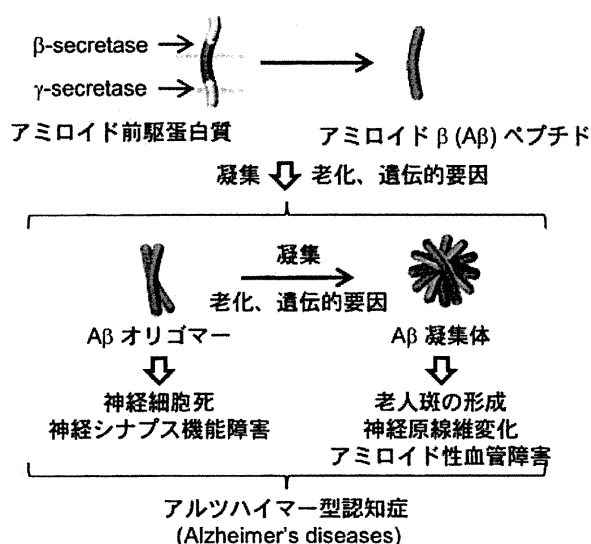 β-secretase
γ-secretase
アミロイド前駆蛋白質
アミロイド β (Aβ) ペプチド
凝集 老化、遺伝的要因
凝集
老化、遺伝的要因
Aβ オリゴマー
Aβ 凝集体
神経細胞死
神経シナプス機能障害
老人斑の形成
神経原線維変化
アミロイド性血管障害
アルツハイマー型認知症
(Alzheimer's diseases)